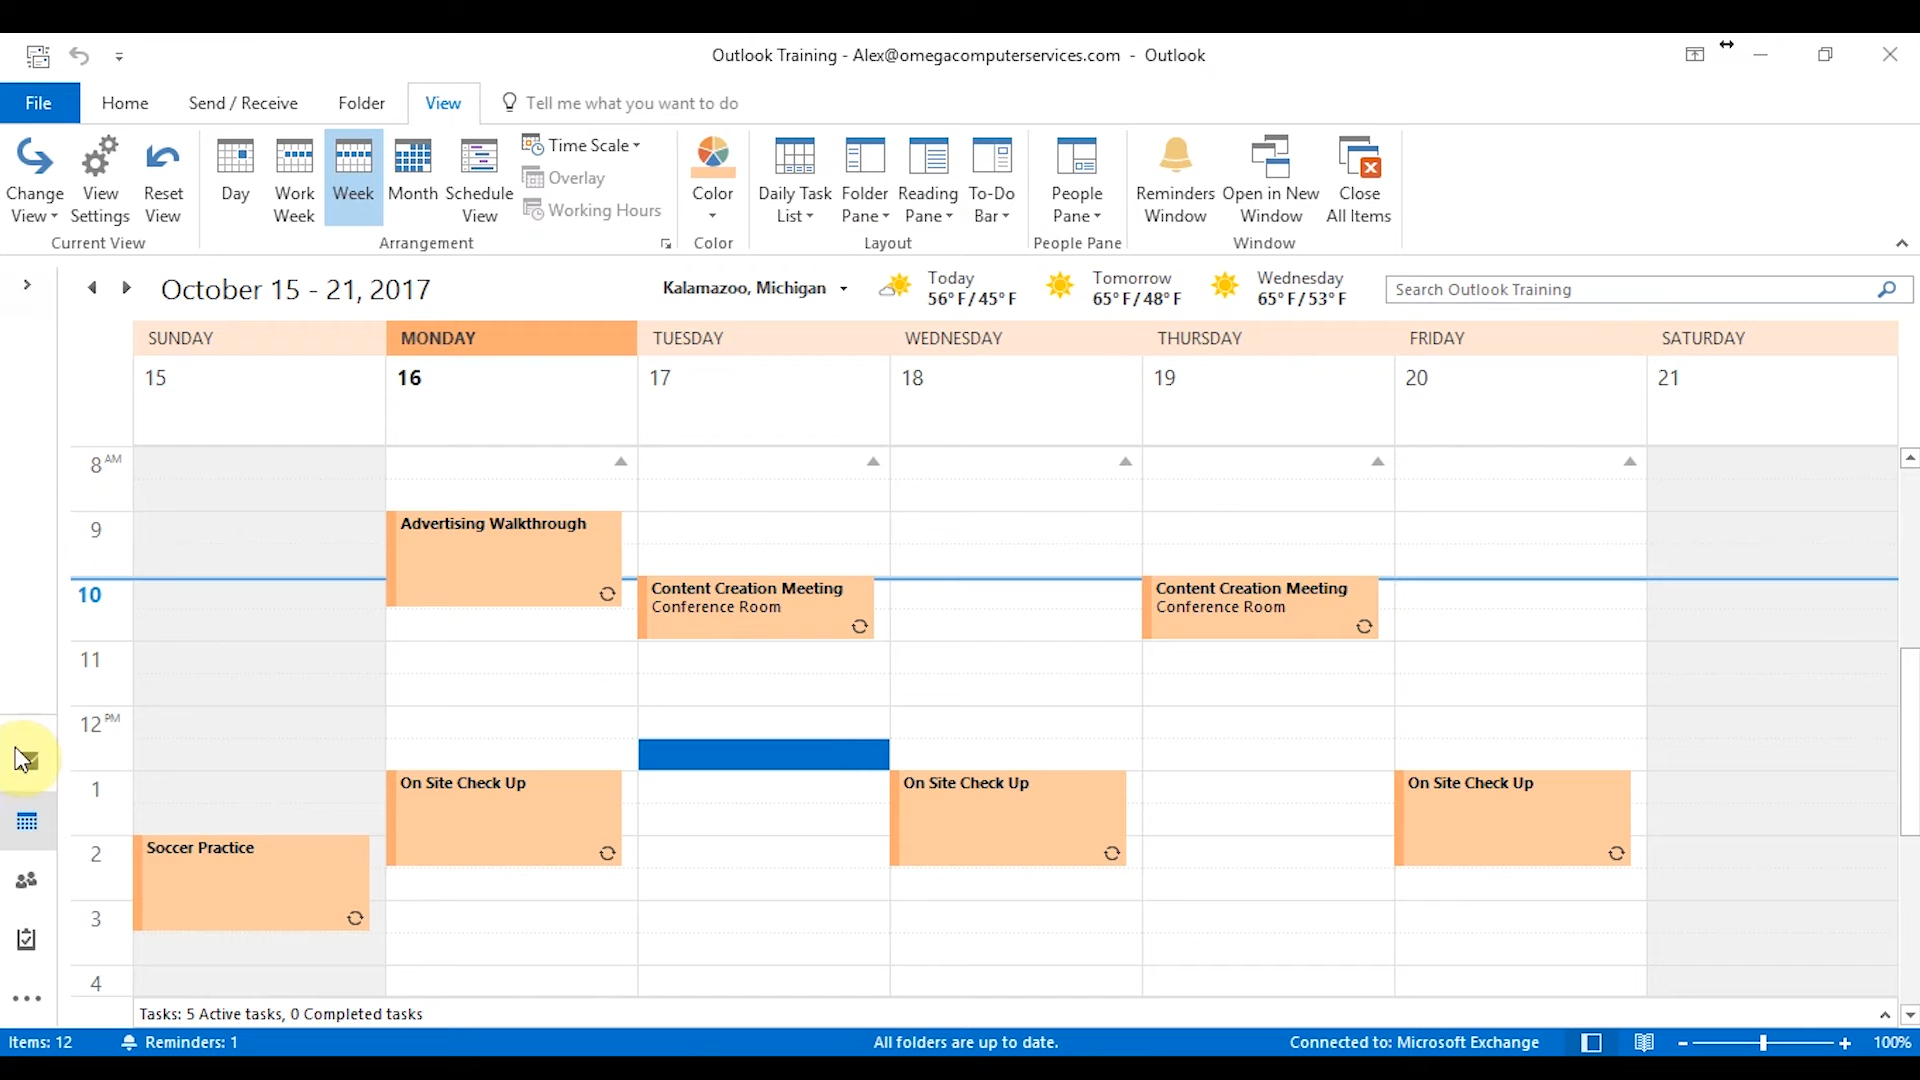 Outlook Training - Alex@omegacomputerservices.com - Outlook
File Home Send / Receive Folder View Tell me what you want to do
Change View View Settings Reset View
Current View
Day Work Week Week Month Schedule View
Time Scale
Overlay
Working Hours
Arrangement
Color
Color
Daily Task List Folder Pane Reading Pane To-Do Bar
Layout
People Pane
People Pane
Reminders Window Open in New Window Close All Items
Window
October 15 - 21, 2017
Kalamazoo, Michigan
Today
56° F / 45° F
Tomorrow
65° F / 48° F
Wednesday
65° F / 53° F
Search Outlook Training
SUNDAY MONDAY TUESDAY WEDNESDAY THURSDAY FRIDAY SATURDAY
15 16 17 18 19 20 21
8 AM
9
Advertising Walkthrough
10
Content Creation Meeting
Conference Room
Content Creation Meeting
Conference Room
11
12 PM
1
On Site Check Up
On Site Check Up
On Site Check Up
2
Soccer Practice
3
4
Tasks: 5 Active tasks, 0 Completed tasks
Items: 12 Reminders: 1 All folders are up to date. Connected to: Microsoft Exchange 100%